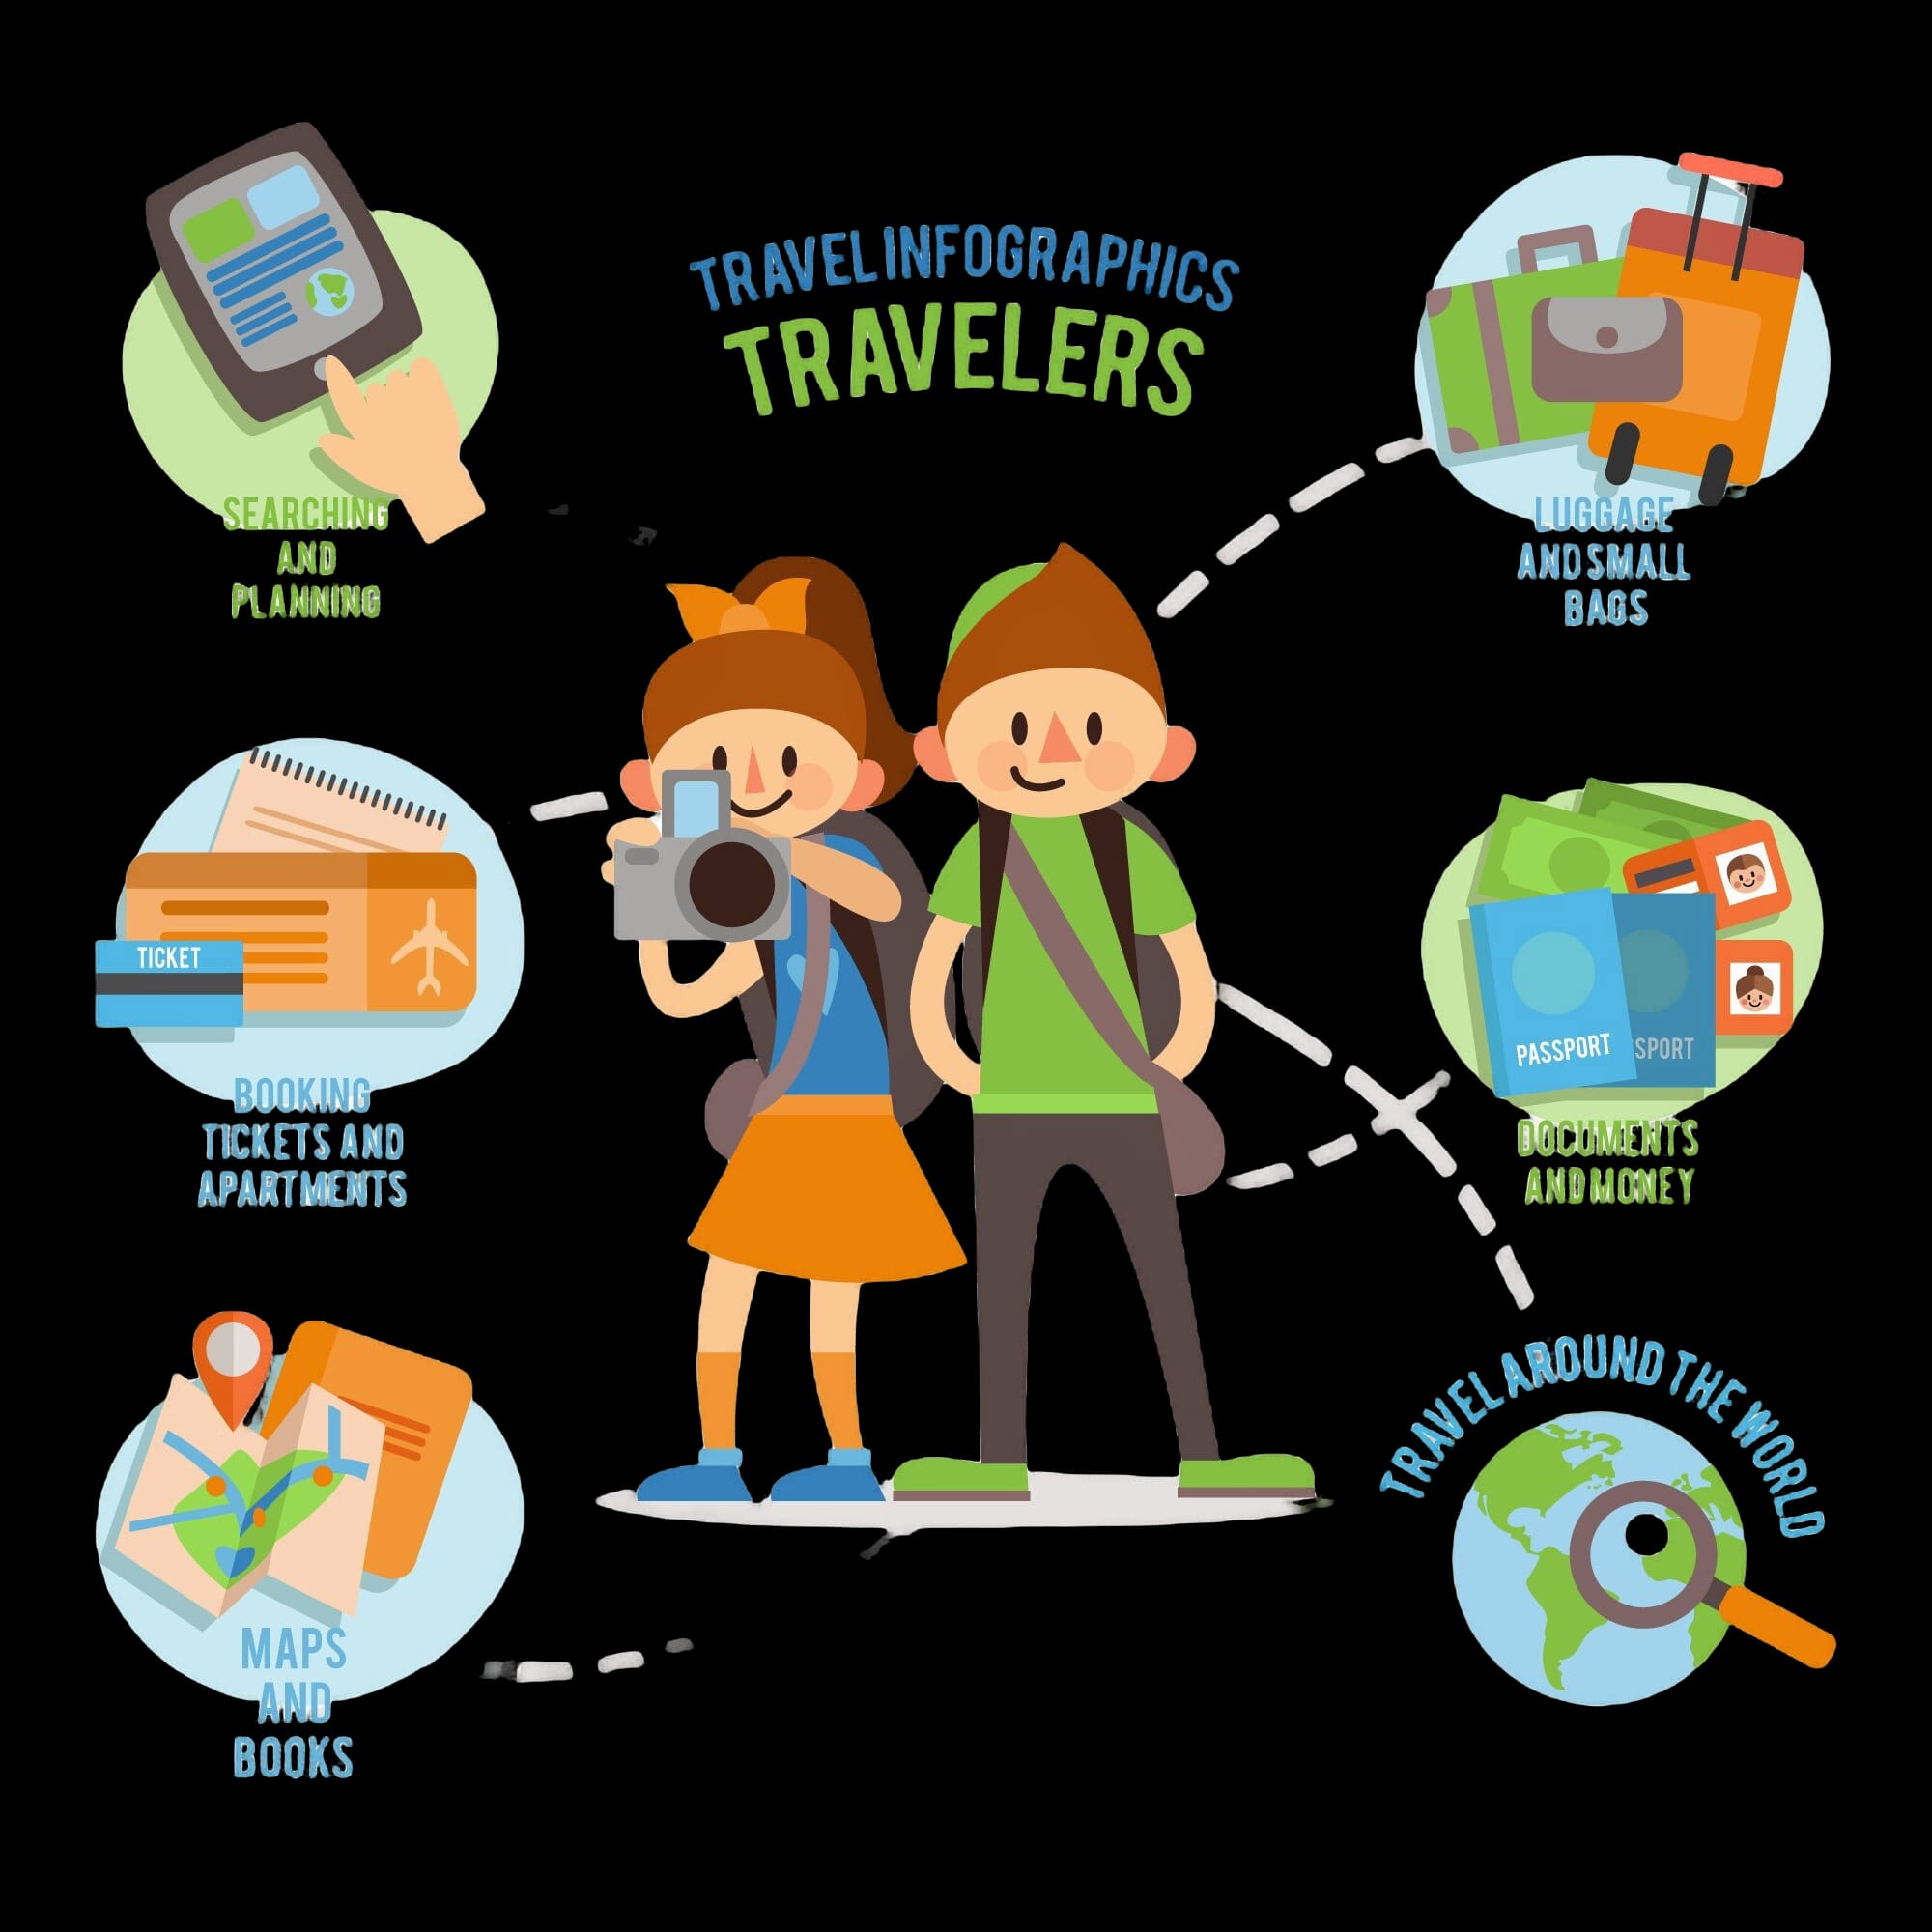 TRAVEL INFOGRAPHICS
TRAVELERS
SEARCHING
AND
PLANNING
LUGGAGE
AND SMALL
BAGS
TICKET
BOOKING
TICKETS AND
APARTMENTS
PASSPORT
SPORT
DOCUMENTS
AND MONEY
MAPS
AND
BOOKS
TRAVEL AROUND THE WORLD